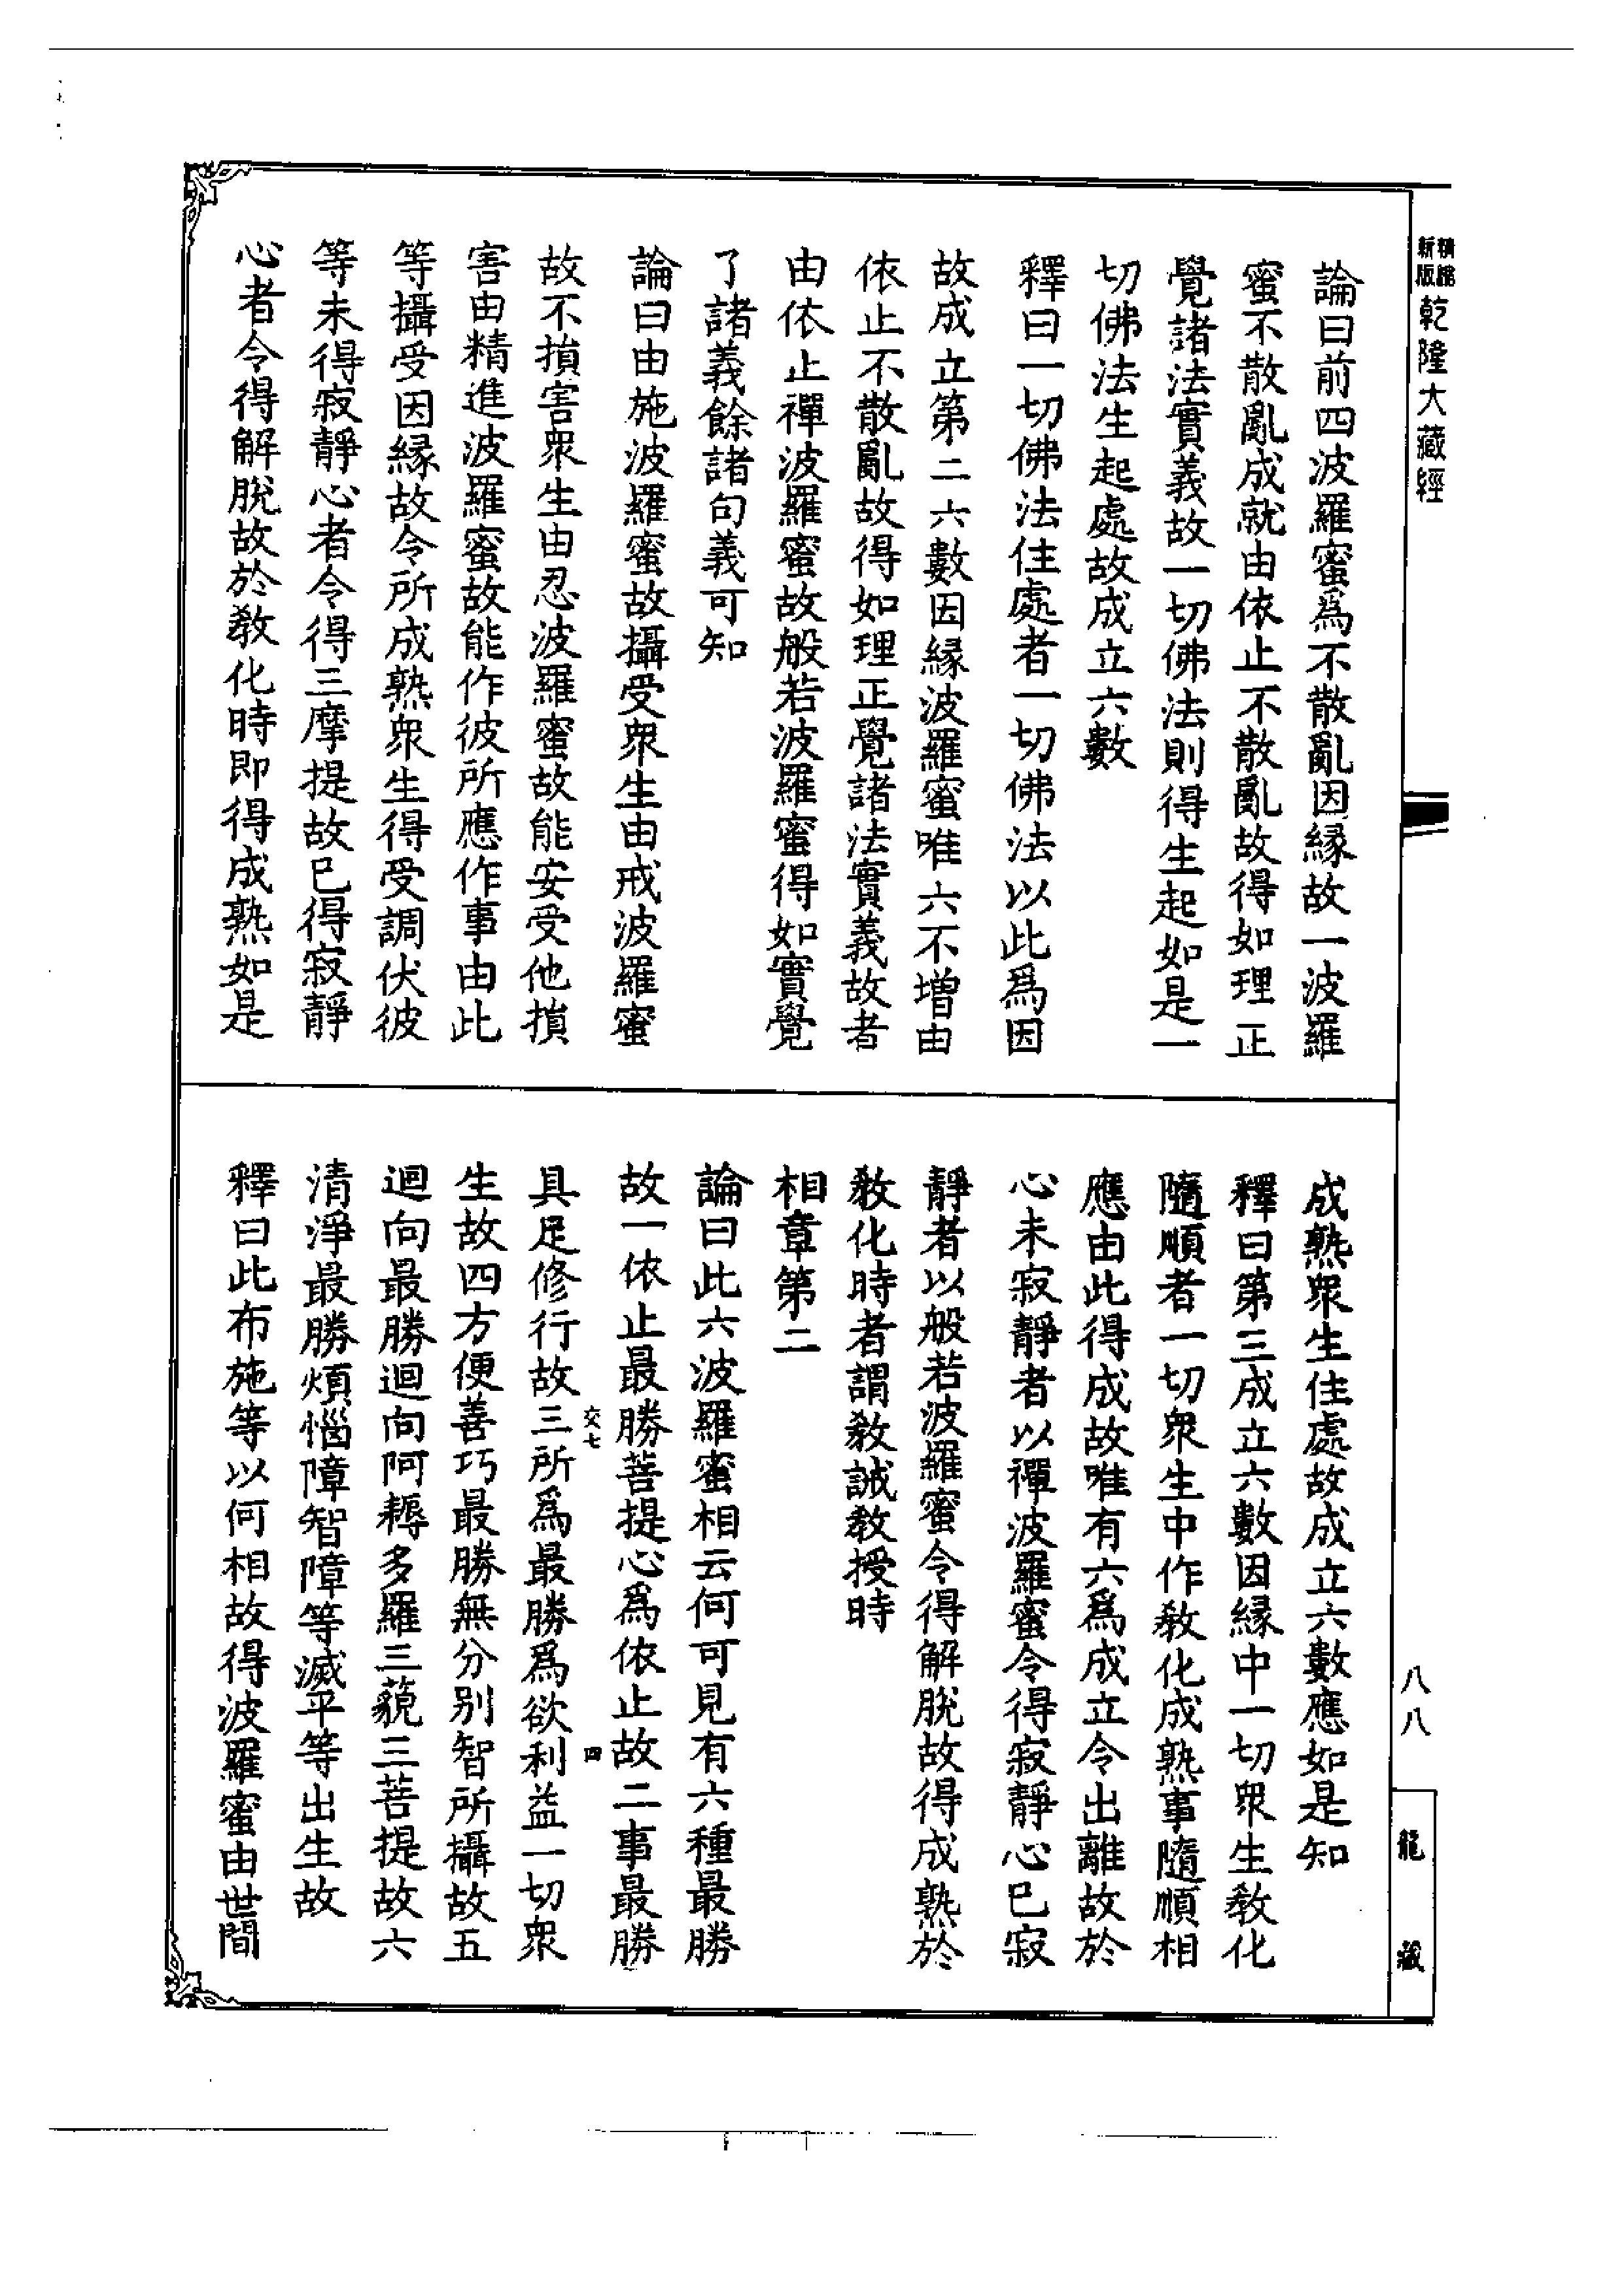 精縮新版
乾隆大藏經
論曰前四波羅蜜爲不散亂因緣故一波羅
蜜不散亂成就由依止不散亂故得如理正
覺諸法實義故一切佛法則得生起如是一
切佛法生起處故成立六數
釋曰一切佛法住處者一切佛法以此爲因
故成立第二六數因緣波羅蜜唯六不增由
依止不散亂故得如理正覺諸法實義故者
由依止禪波羅蜜故般若波羅蜜得如實覺
了諸義餘諸句義可知
論曰由施波羅蜜故攝受衆生由戒波羅蜜
故不損害衆生由忍波羅蜜故能安受他損
害由精進波羅蜜故能作彼所應作事由此
等攝受因緣故令所成熟衆生得受調伏彼
等未得寂靜心者令得三摩提故已得寂靜
心者令得解脫故於教化時即得成熟如是
成熟衆生住處故成立六數應如是知
釋曰第三成立六數因緣中一切衆生教化
隨順者一切衆生中作教化成熟事隨順相
應由此得成故唯有六爲成立令出離故於
心未寂靜者以禪波羅蜜令得寂靜心已寂
靜者以般若波羅蜜令得解脫故得成熟於
教化時者謂教誡教授時
相章第二
論曰此六波羅蜜相云何可見有六種最勝
故一依止最勝菩提心爲依止故二事最勝
交七
四
具足修行故三所爲最勝爲欲利益一切衆
生故四方便善巧最勝無分別智所攝故五
迴向最勝迴向阿耨多羅三藐三菩提故六
清淨最勝煩惱障智障等滅平等出生故
釋曰此布施等以何相故得波羅蜜由世間
八八
龍藏